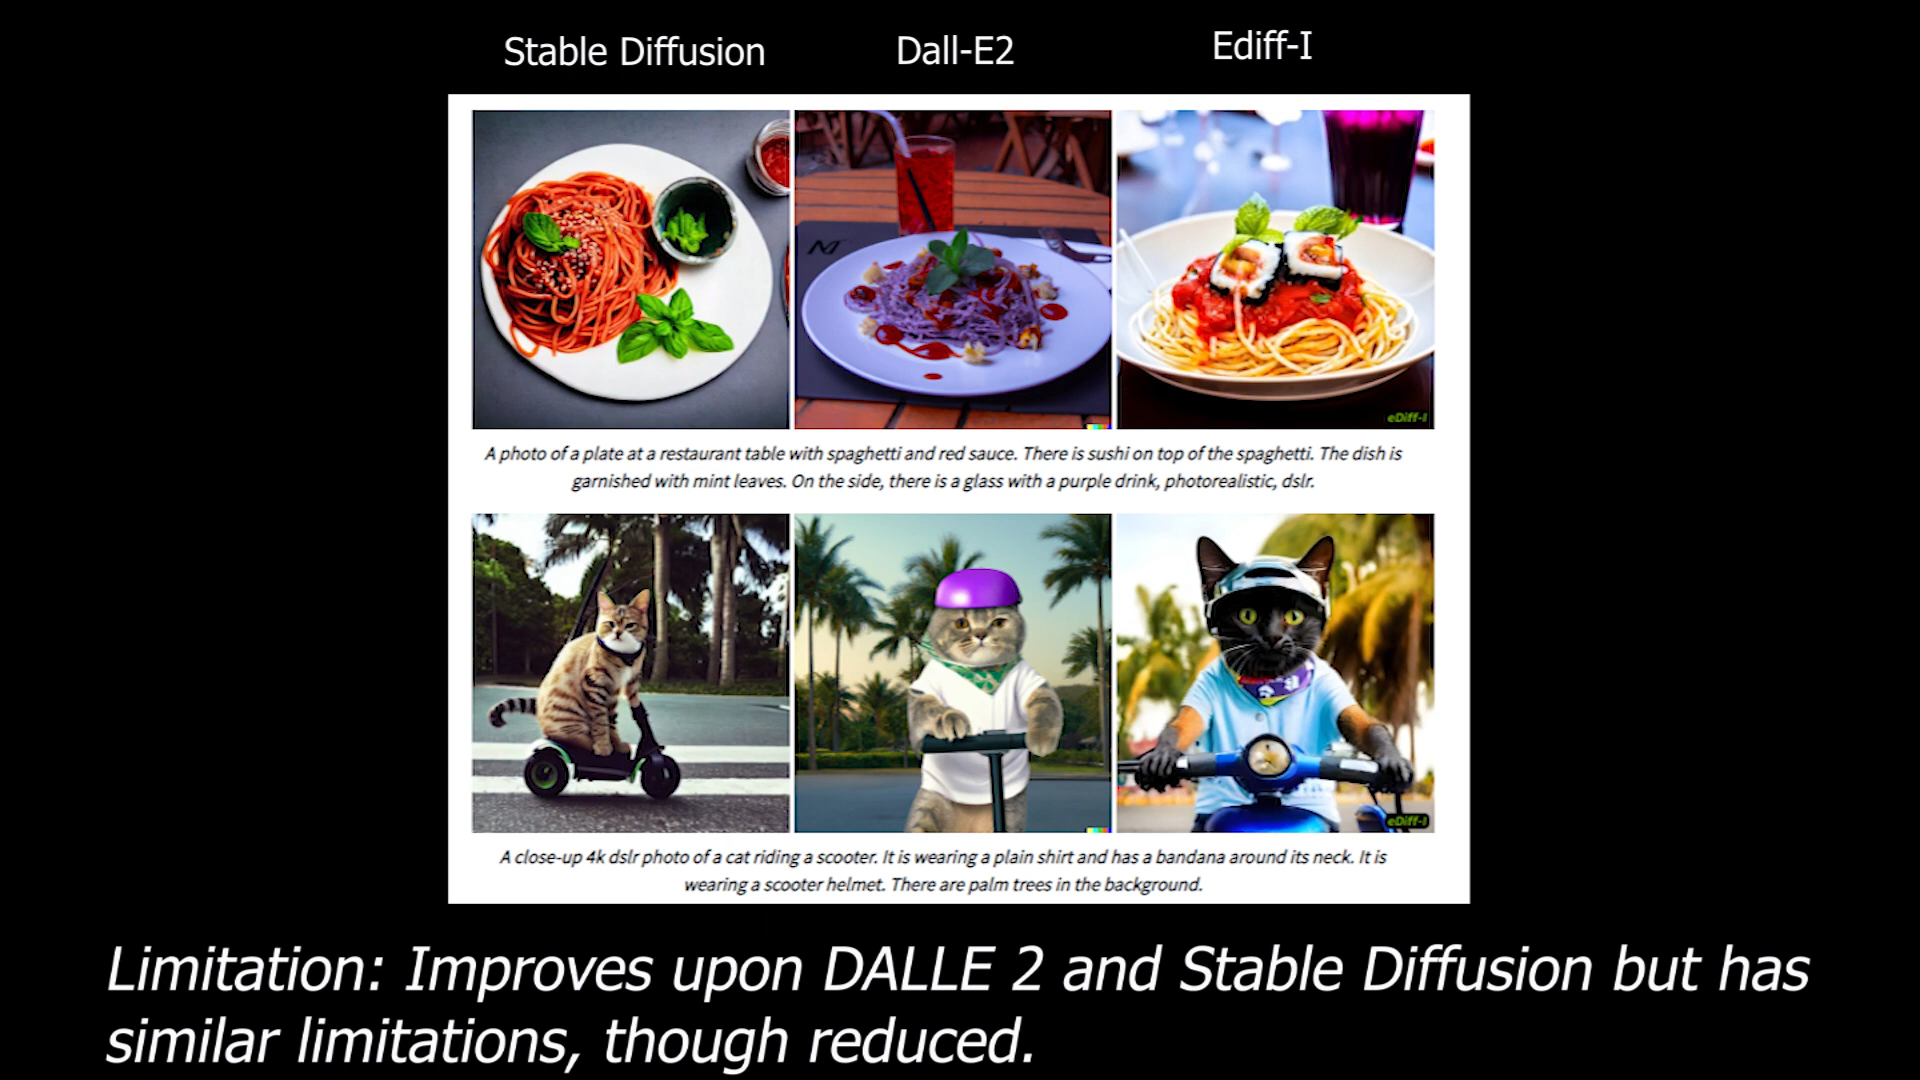 Stable Diffusion
Dall-E2
Ediff-I
eDiff-I
A photo of a plate at a restaurant table with spaghetti and red sauce. There is sushi on top of the spaghetti. The dish is
garnished with mint leaves. On the side, there is a glass with a purple drink, photorealistic, dslr.
eDiff-I
A close-up 4k dslr photo of a cat riding a scooter. It is wearing a plain shirt and has a bandana around its neck. It is
wearing a scooter helmet. There are palm trees in the background.
Limitation: Improves upon DALLE 2 and Stable Diffusion but has
similar limitations, though reduced.